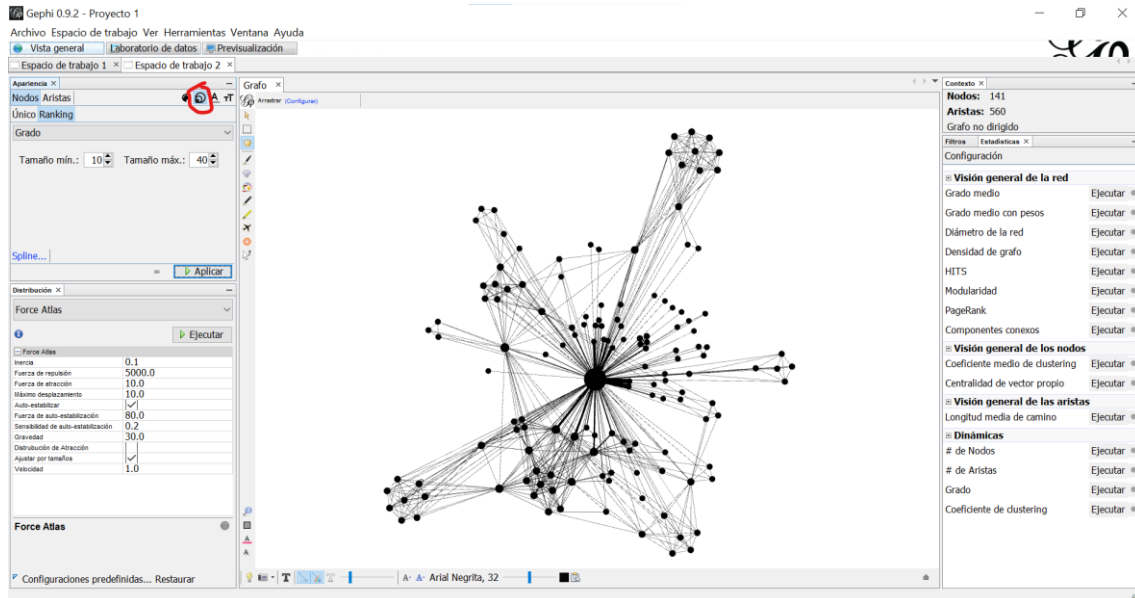 Gephi 0.9.2 - Proyecto 1
Archivo Espacio de trabajo Ver Herramientas Ventana Ayuda
Vista general Laboratorio de datos Previsualización
Espacio de trabajo 1 × Espacio de trabajo 2 ×
Apariencia ×
Nodos Aristas
Único Ranking
Grado
Tamaño mín.: 10 Tamaño máx.: 40
Spline...
Aplicar
Distribución ×
Force Atlas
Ejecutar
Force Atlas
Inercia 0.1
Fuerza de repulsión 5000.0
Fuerza de atracción 10.0
Máximo desplazamiento 10.0
Auto-estabilizar
Fuerza de auto-estabilización 80.0
Sensibilidad de auto-estabilización 0.2
Gravedad 30.0
Distrubución de Atracción
Ajustar por tamaños
Velocidad 1.0
Force Atlas
Configuraciones predefinidas... Restaurar
Grafo ×
Arrastrar (Configurar)
T A- A- Arial Negrita, 32
Contexto ×
Nodos: 141
Aristas: 560
Grafo no dirigido
Filtros Estadísticas ×
Configuración
Visión general de la red
Grado medio Ejecutar
Grado medio con pesos Ejecutar
Diámetro de la red Ejecutar
Densidad de grafo Ejecutar
HITS Ejecutar
Modularidad Ejecutar
PageRank Ejecutar
Componentes conexos Ejecutar
Visión general de los nodos
Coeficiente medio de clustering Ejecutar
Centralidad de vector propio Ejecutar
Visión general de las aristas
Longitud media de camino Ejecutar
Dinámicas
# de Nodos Ejecutar
# de Aristas Ejecutar
Grado Ejecutar
Coeficiente de clustering Ejecutar